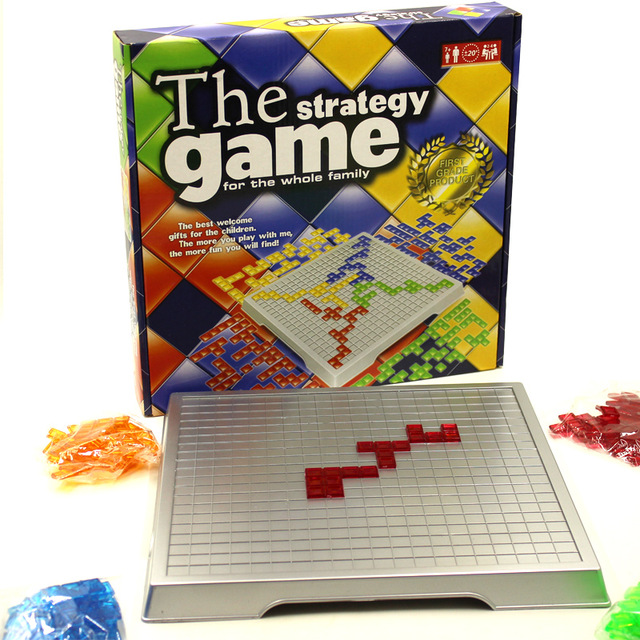 The strategy
game
for the whole family
FIRST
GRADE
PRODUCT
The best welcome
gifts for the children.
The more you play with me,
the more fun you will find!